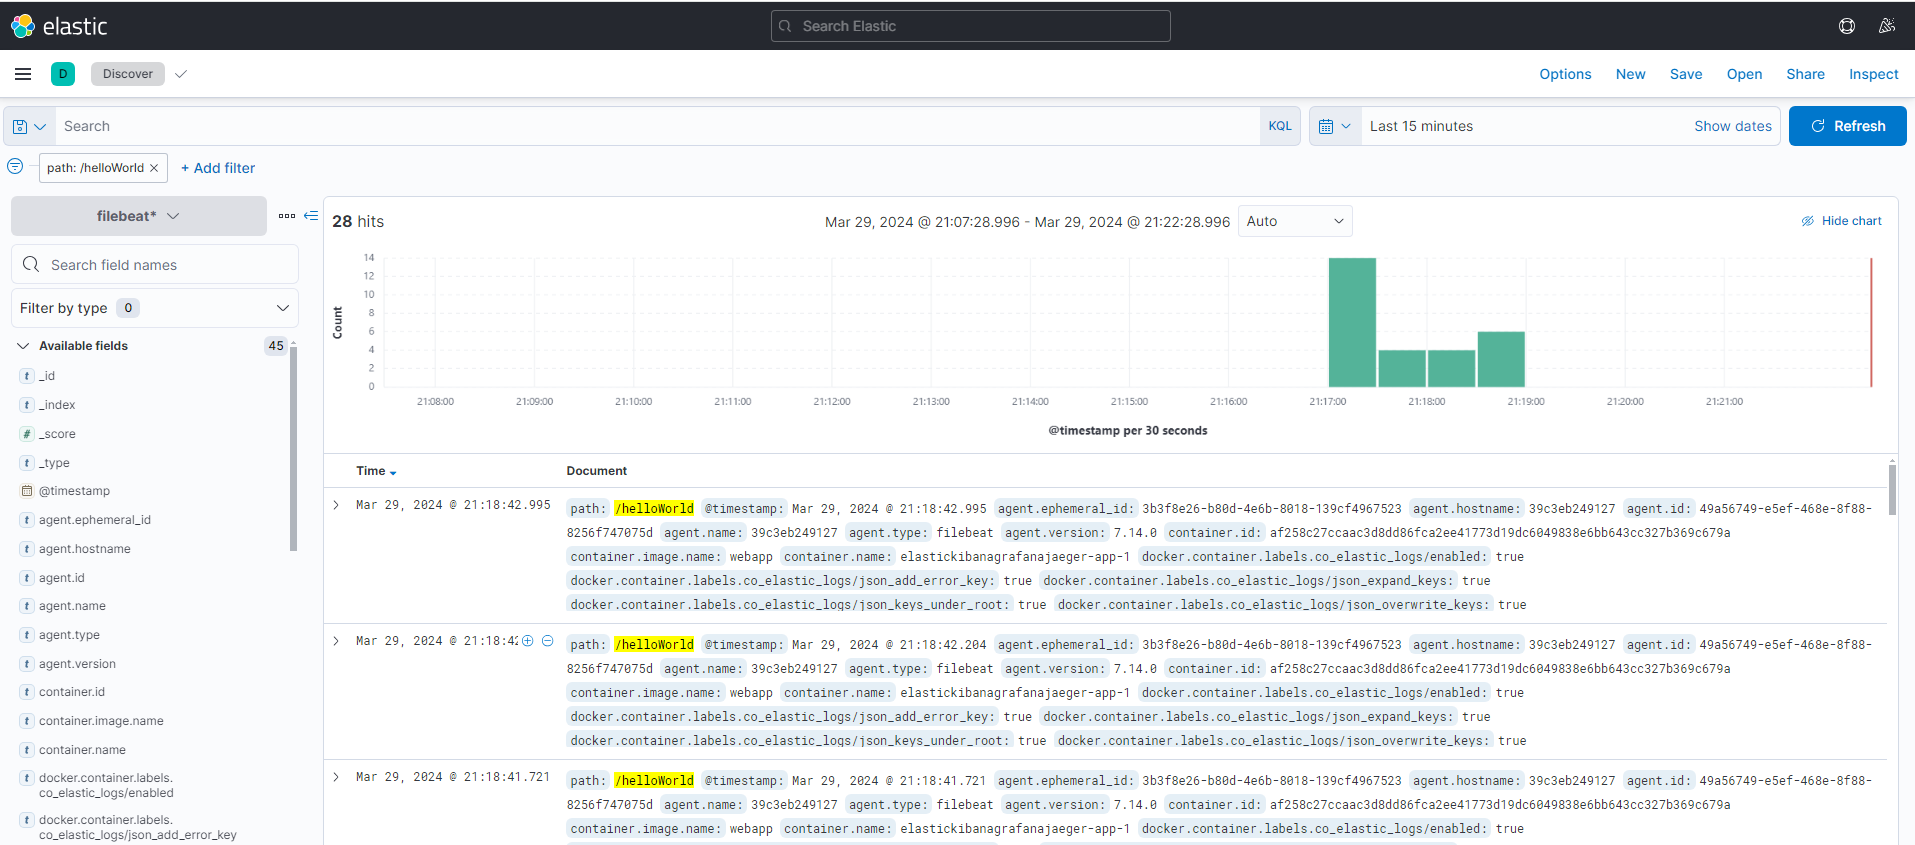 elastic
Search Elastic
D
Discover
Options New Save Open Share Inspect
Search
KQL
Last 15 minutes
Show dates
Refresh
path: /helloWorld ×
+ Add filter
filebeat*
Search field names
Filter by type 0
Available fields 45
t _id
t _index
# _score
t _type
@timestamp
t agent.ephemeral_id
t agent.hostname
t agent.id
t agent.name
t agent.type
t agent.version
t container.id
t container.image.name
t container.name
t docker.container.labels.
co_elastic_logs/enabled
t docker.container.labels.
co_elastic_logs/json_add_error_key
28 hits
Mar 29, 2024 @ 21:07:28.996 - Mar 29, 2024 @ 21:22:28.996
Auto
Hide chart
Count
14
12
10
8
6
4
2
0
21:08:00 21:09:00 21:10:00 21:11:00 21:12:00 21:13:00 21:14:00 21:15:00 21:16:00 21:17:00 21:18:00 21:19:00 21:20:00 21:21:00
@timestamp per 30 seconds
Time Document
Mar 29, 2024 @ 21:18:42.995
path: /helloWorld @timestamp: Mar 29, 2024 @ 21:18:42.995 agent.ephemeral_id: 3b3f8e26-b80d-4e6b-8018-139cf4967523 agent.hostname: 39c3eb249127 agent.id: 49a56749-e5ef-468e-8f88-
8256f747075d agent.name: 39c3eb249127 agent.type: filebeat agent.version: 7.14.0 container.id: af258c27ccaac3d8dd86fca2ee41773d19dc6049838e6bb643cc327b369c679a
container.image.name: webapp container.name: elastickibanagrafanajaeger-app-1 docker.container.labels.co_elastic_logs/enabled: true
docker.container.labels.co_elastic_logs/json_add_error_key: true docker.container.labels.co_elastic_logs/json_expand_keys: true
docker.container.labels.co_elastic_logs/json_keys_under_root: true docker.container.labels.co_elastic_logs/json_overwrite_keys: true
Mar 29, 2024 @ 21:18:42
path: /helloWorld @timestamp: Mar 29, 2024 @ 21:18:42.204 agent.ephemeral_id: 3b3f8e26-b80d-4e6b-8018-139cf4967523 agent.hostname: 39c3eb249127 agent.id: 49a56749-e5ef-468e-8f88-
8256f747075d agent.name: 39c3eb249127 agent.type: filebeat agent.version: 7.14.0 container.id: af258c27ccaac3d8dd86fca2ee41773d19dc6049838e6bb643cc327b369c679a
container.image.name: webapp container.name: elastickibanagrafanajaeger-app-1 docker.container.labels.co_elastic_logs/enabled: true
docker.container.labels.co_elastic_logs/json_add_error_key: true docker.container.labels.co_elastic_logs/json_expand_keys: true
docker.container.labels.co_elastic_logs/json_keys_under_root: true docker.container.labels.co_elastic_logs/json_overwrite_keys: true
Mar 29, 2024 @ 21:18:41.721
path: /helloWorld @timestamp: Mar 29, 2024 @ 21:18:41.721 agent.ephemeral_id: 3b3f8e26-b80d-4e6b-8018-139cf4967523 agent.hostname: 39c3eb249127 agent.id: 49a56749-e5ef-468e-8f88-
8256f747075d agent.name: 39c3eb249127 agent.type: filebeat agent.version: 7.14.0 container.id: af258c27ccaac3d8dd86fca2ee41773d19dc6049838e6bb643cc327b369c679a
container.image.name: webapp container.name: elastickibanagrafanajaeger-app-1 docker.container.labels.co_elastic_logs/enabled: true